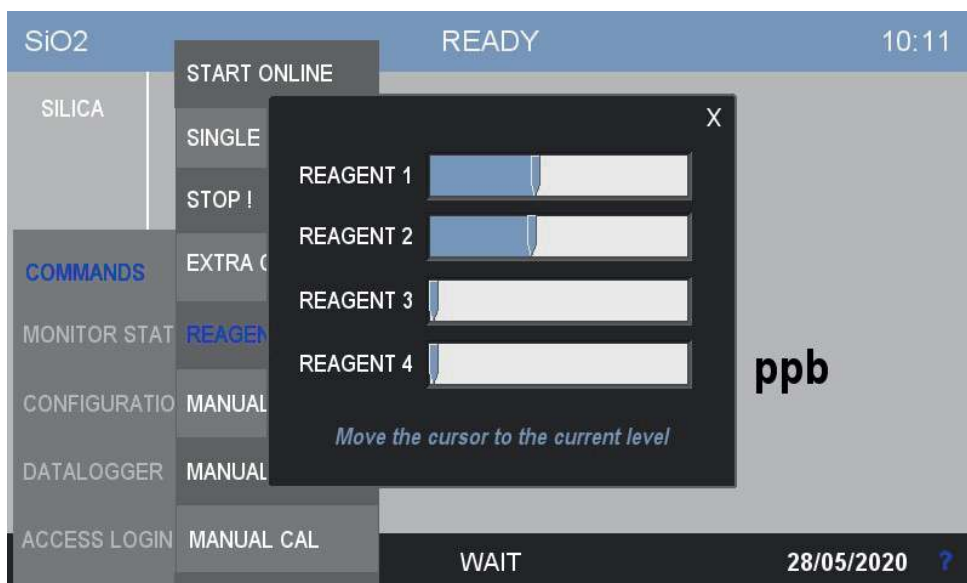 SiO2
READY
10:11
START ONLINE
SILICA
SINGLE
STOP !
EXTRA
COMMANDS
MONITOR STAT
REAGEN
CONFIGURATIO
MANUAL
DATALOGGER
MANUAL
ACCESS LOGIN
MANUAL CAL
X
REAGENT 1
REAGENT 2
REAGENT 3
REAGENT 4
Move the cursor to the current level
ppb
WAIT
28/05/2020
?